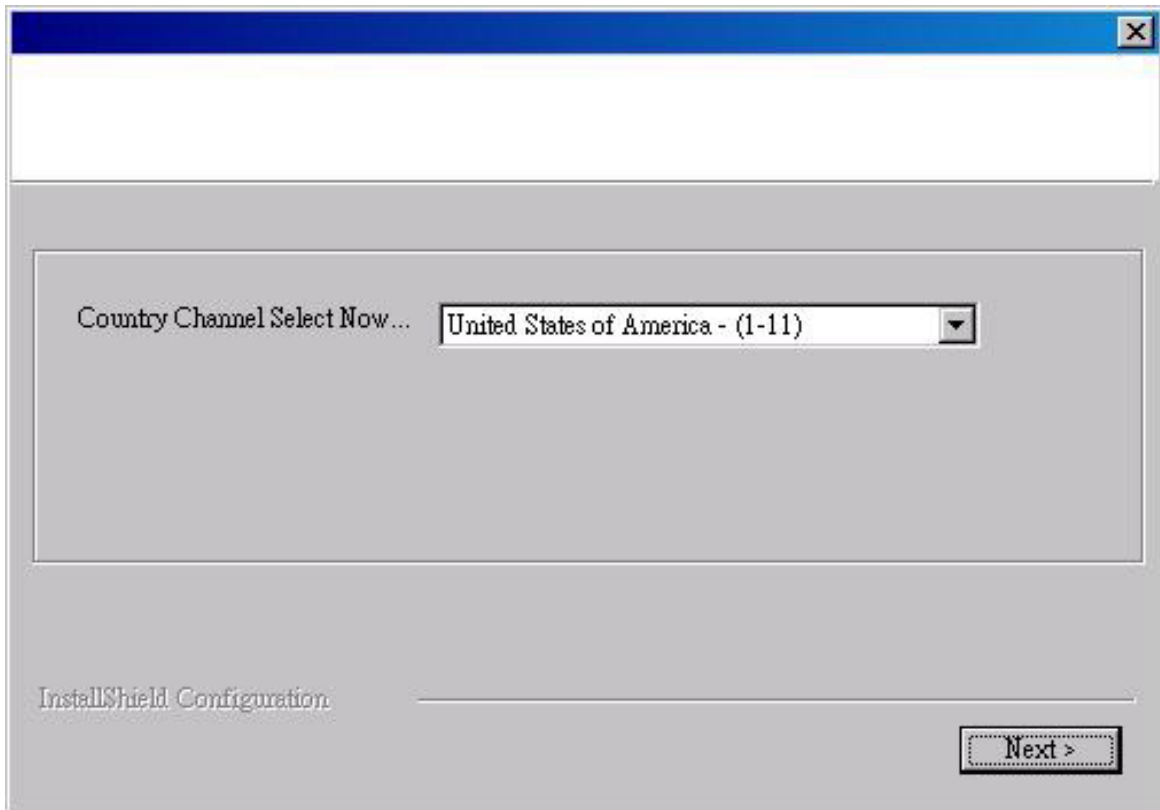 Country Channel Select Now...
United States of America - (1-11)
InstallShield Configuration
Next >